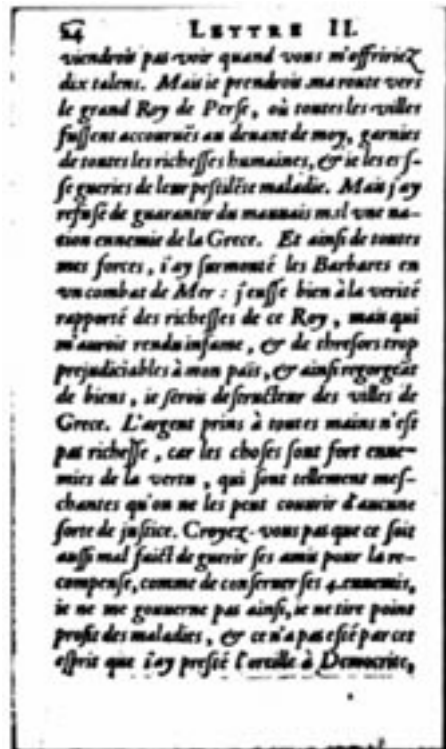 24 LETTRE II.
viendrois pas voir quand vous m'offririez
dix talens. Mais ie prendrois ma route vers
le grand Roy de Perse, où toutes les villes
fussent accouruës au deuant de moy, garnies
de toutes les richesses humaines, & ie les eus-
se gueries de leur pestilẽte maladie. Mais j'ay
refusé de guarantir du mauuais mal vne na-
tion ennemie de la Grece. Et ainsi de toutes
mes forces, i'ay surmonté les Barbares en
vn combat de Mer : j'eusse bien à la verité
rapporté des richesses de ce Roy, mais qui
m'auroit rendu infame, & de thresors trop
prejudiciables à mon païs, & ainsi regorgeãt
de biens, ie serois destructeur des villes de
Grece. L'argent prins à toutes mains n'est
pas richesse, car les choses sont fort enne-
mies de la vertu, qui sont tellement mes-
chantes qu'on ne les peut couurir d'aucune
sorte de justice. Croyez-vous pas que ce soit
aussi mal faict de guerir ses amis pour la re-
compense, comme de conseruer ses ennemis,
ie ne me gouuerne pas ainsi, ie ne tire point
profit des maladies, & ce n'a pas esté par cet
esprit que i'ay presté l'oreille à Democrite,